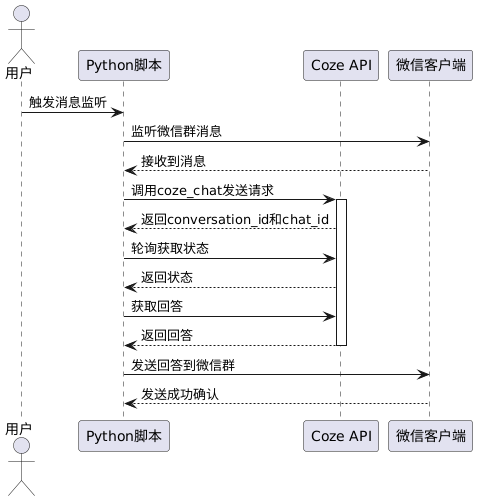 用户
Python脚本
Coze API
微信客户端
触发消息监听
监听微信群消息
接收到消息
调用coze_chat发送请求
返回conversation_id和chat_id
轮询获取状态
返回状态
获取回答
返回回答
发送回答到微信群
发送成功确认
用户
Python脚本
Coze API
微信客户端